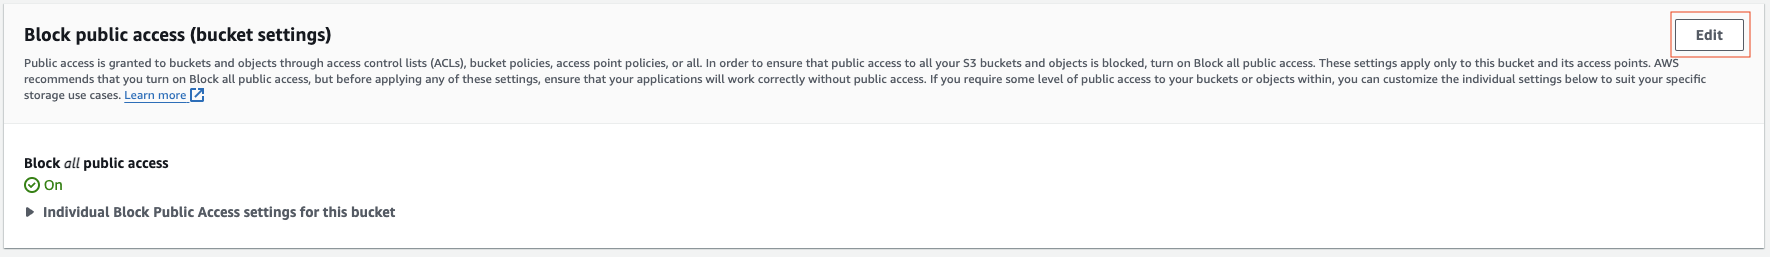 Block public access (bucket settings)
Edit
Public access is granted to buckets and objects through access control lists (ACLs), bucket policies, access point policies, or all. In order to ensure that public access to all your S3 buckets and objects is blocked, turn on Block all public access. These settings apply only to this bucket and its access points. AWS
recommends that you turn on Block all public access, but before applying any of these settings, ensure that your applications will work correctly without public access. If you require some level of public access to your buckets or objects within, you can customize the individual settings below to suit your specific
storage use cases. Learn more
Block all public access
On
Individual Block Public Access settings for this bucket